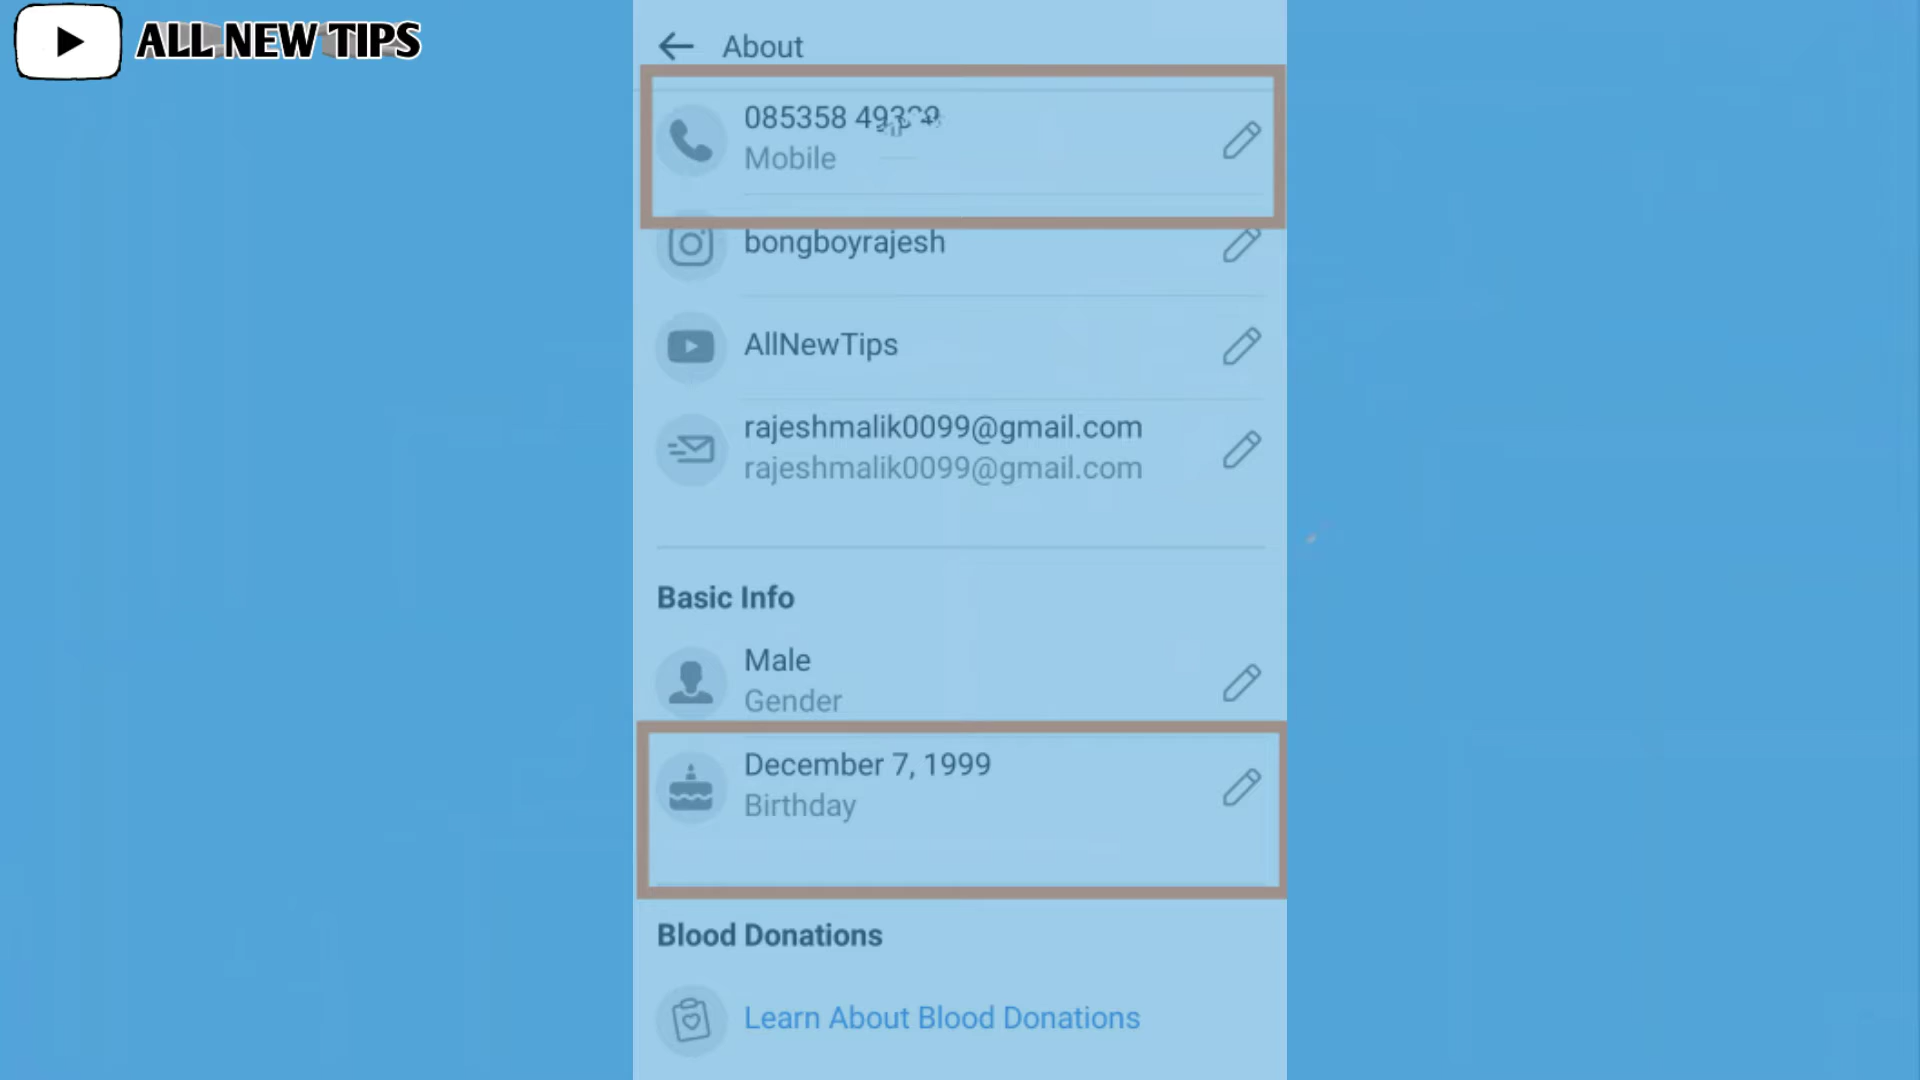 ALL NEW TIPS
About
085358
Mobile
bongboyrajesh
AllNewTips
rajeshmalik0099@gmail.com
rajeshmalik0099@gmail.com
Basic Info
Male
Gender
December 7, 1999
Birthday
Blood Donations
Learn About Blood Donations